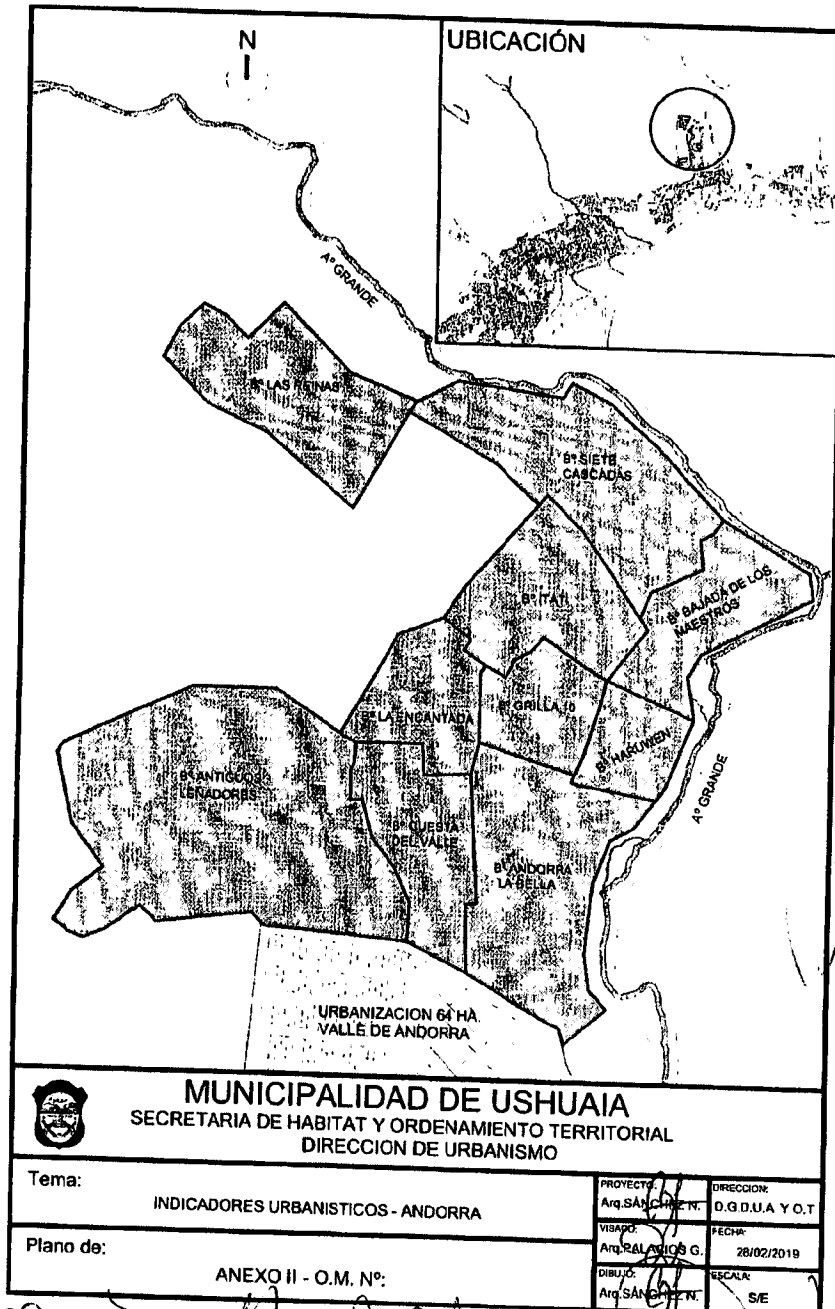 N
UBICACIÓN
Aº GRANDE
Bº LAS REINAS
Bº SIETE
CASCADAS
Bº ITATI
Bº BAJADA DE LOS
MAESTROS
Bº LA ENCANTADA
Bº GRILLA 10
Bº HARUWEN
Bº ANTIGUOS
LEÑADORES
Bº CUESTA
DEL VALLE
Bº ANDORRA
LA BELLA
Aº GRANDE
URBANIZACION 64 HA
VALLE DE ANDORRA
MUNICIPALIDAD DE USHUAIA
SECRETARIA DE HABITAT Y ORDENAMIENTO TERRITORIAL
DIRECCION DE URBANISMO
Tema:
INDICADORES URBANISTICOS - ANDORRA
Plano de:
ANEXO II - O.M. Nº:
PROYECTO:
Arq.SÁNCHEZ N.
DIRECCION:
D.G.D.U.A Y O.T
VISADO:
Arq.PALACIOS G.
FECHA:
28/02/2019
DIBUJO:
Arq.SÁNCHEZ N.
ESCALA:
S/E